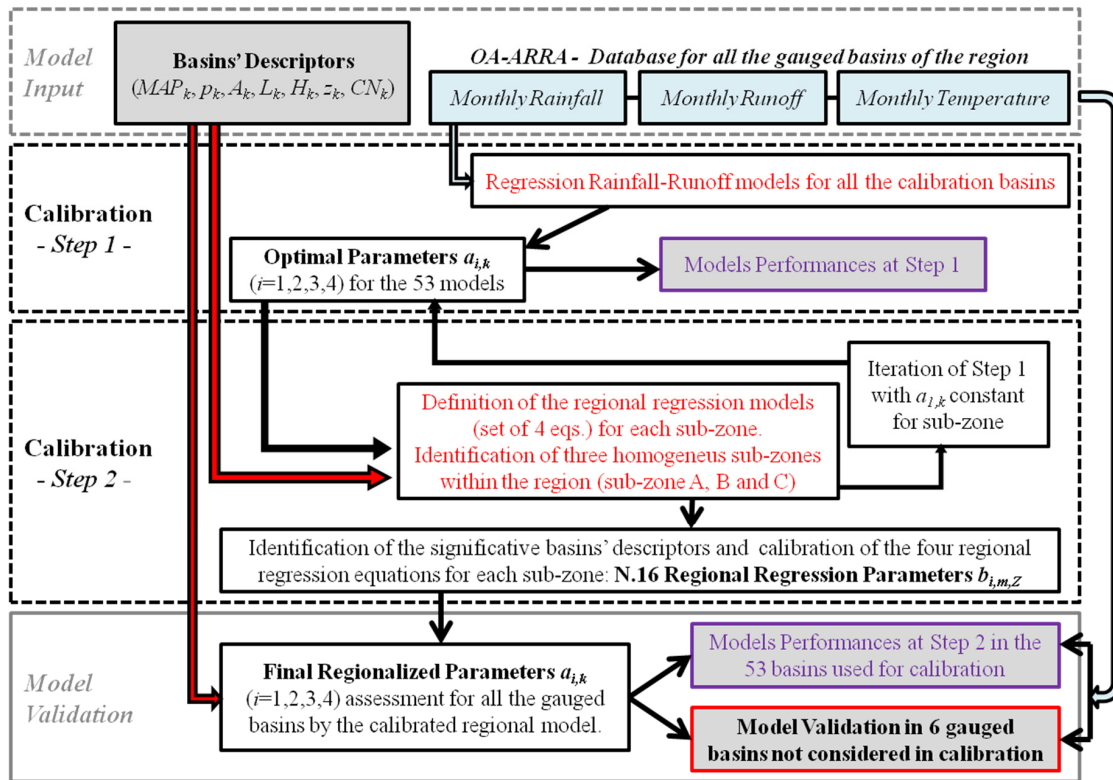 Model
Input
Basins' Descriptors
(MAPk, pk, Ak, Lk, Hk, zk, CNk)
OA-ARRA - Database for all the gauged basins of the region
Monthly Rainfall
Monthly Runoff
Monthly Temperature
Calibration
- Step 1 -
Regression Rainfall-Runoff models for all the calibration basins
Optimal Parameters ai,k
(i=1,2,3,4) for the 53 models
Models Performances at Step 1
Calibration
- Step 2 -
Definition of the regional regression models
(set of 4 eqs.) for each sub-zone.
Identification of three homogeneus sub-zones
within the region (sub-zone A, B and C)
Iteration of Step 1
with a1,k constant
for sub-zone
Identification of the significative basins' descriptors and calibration of the four regional
regression equations for each sub-zone: N.16 Regional Regression Parameters bi,m,Z
Model
Validation
Final Regionalized Parameters ai,k
(i=1,2,3,4) assessment for all the gauged
basins by the calibrated regional model.
Models Performances at Step 2 in the
53 basins used for calibration
Model Validation in 6 gauged
basins not considered in calibration